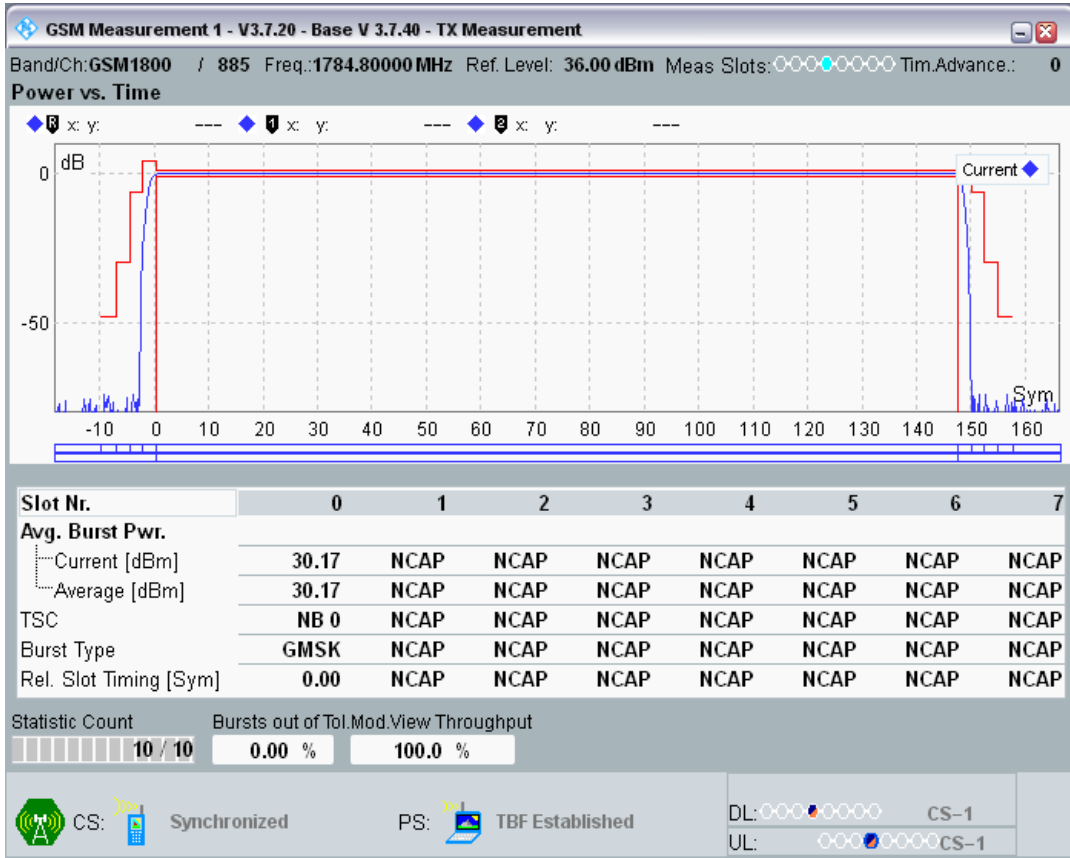 GSM Measurement 1 - V3.7.20 - Base V 3.7.40 - TX Measurement
Band/Ch:GSM1800 / 885 Freq.:1784.80000 MHz Ref. Level: 36.00 dBm Meas Slots: Tim.Advance.: 0
Power vs. Time
R x: y: --- 1 x: y: --- 2 x: y: ---
dB
Current
0
-50
Sym
-10 0 10 20 30 40 50 60 70 80 90 100 110 120 130 140 150 160
Slot Nr. 0 1 2 3 4 5 6 7
Avg. Burst Pwr.
Current [dBm] 30.17 NCAP NCAP NCAP NCAP NCAP NCAP NCAP
Average [dBm] 30.17 NCAP NCAP NCAP NCAP NCAP NCAP NCAP
TSC NB 0 NCAP NCAP NCAP NCAP NCAP NCAP NCAP
Burst Type GMSK NCAP NCAP NCAP NCAP NCAP NCAP NCAP
Rel. Slot Timing [Sym] 0.00 NCAP NCAP NCAP NCAP NCAP NCAP NCAP
Statistic Count Bursts out of Tol.Mod.View Throughput
10 / 10 0.00 % 100.0 %
CS: Synchronized PS: TBF Established
DL: CS-1
UL: CS-1